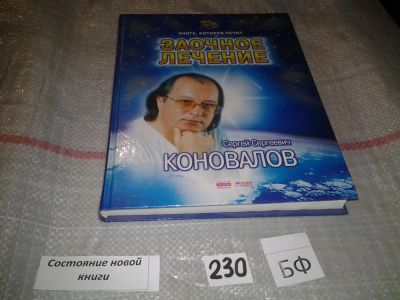 КНИГА, КОТОРАЯ ЛЕЧИТ
ЗАОЧНОЕ
ЛЕЧЕНИЕ
Сергей Сергеевич
КОНОВАЛОВ
Состояние новой
книги
230
БФ